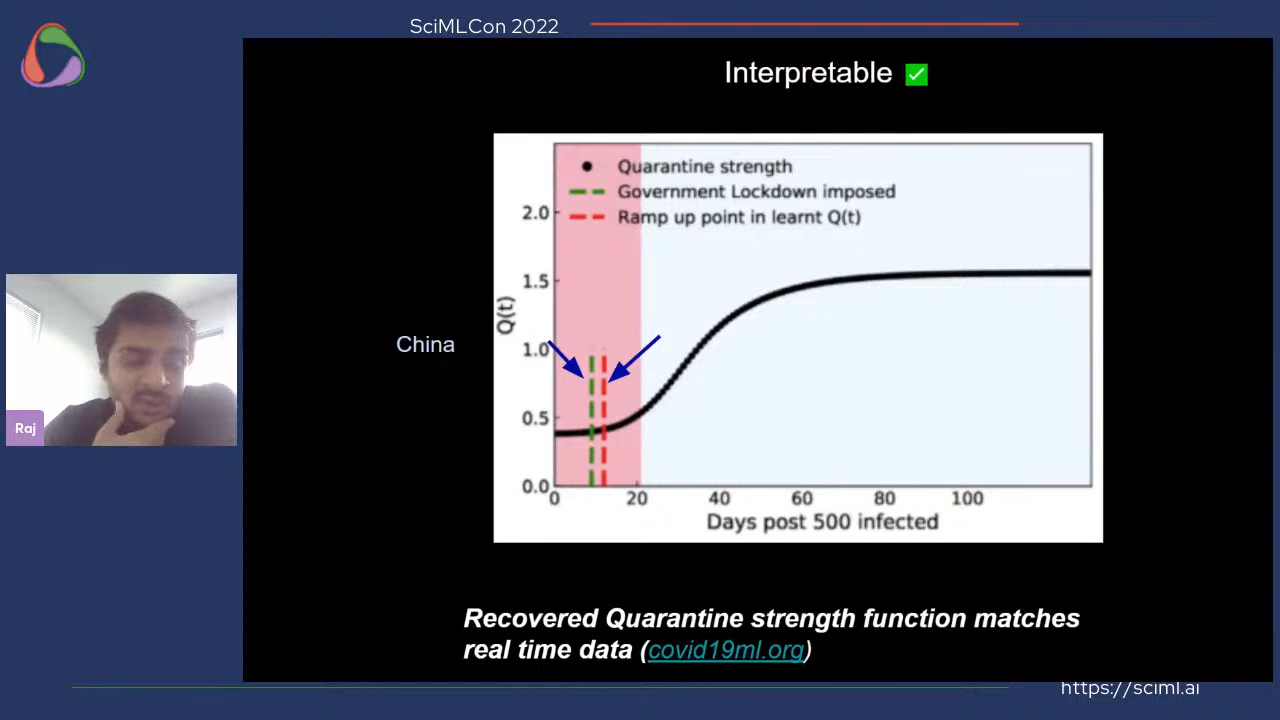 SciMLCon 2022
Interpretable
Quarantine strength
Government Lockdown imposed
Ramp up point in learnt Q(t)
2.0
1.5
1.0
0.5
0.0
Q(t)
0 20 40 60 80 100
Days post 500 infected
China
Raj
Recovered Quarantine strength function matches
real time data (covid19ml.org)
https://sciml.ai